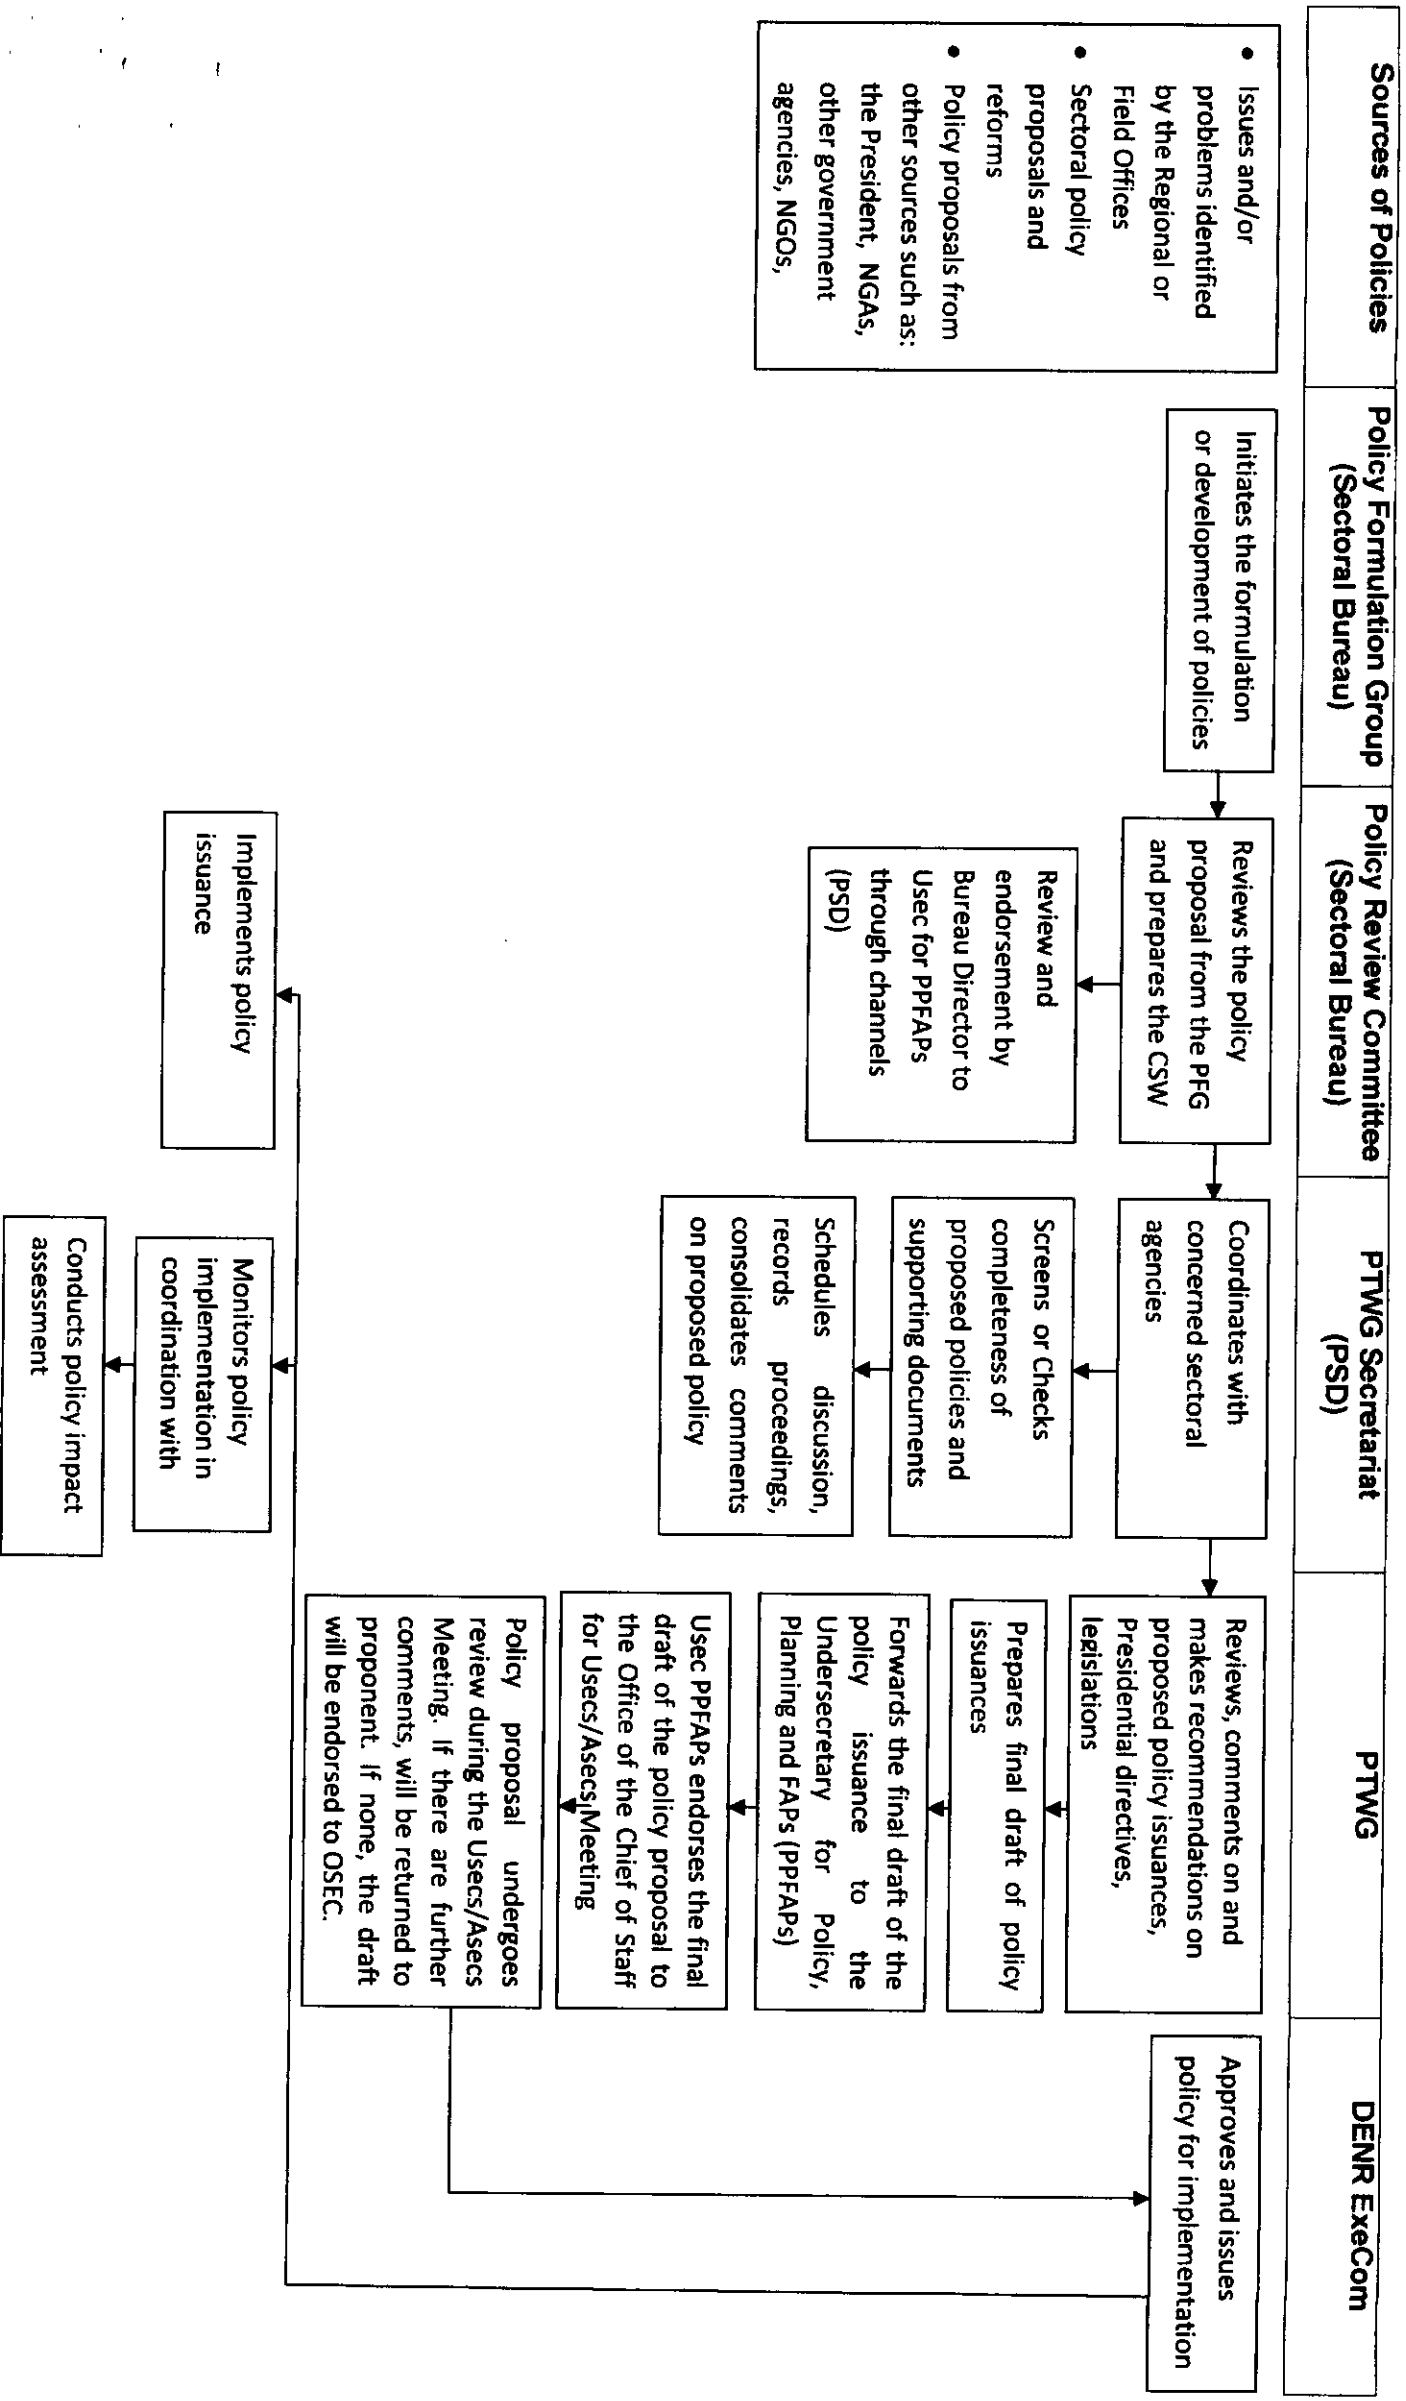 Sources of Policies
Policy Formulation Group
(Sectoral Bureau)
Policy Review Committee
(Sectoral Bureau)
PTWG Secretariat
(PSD)
PTWG
DENR ExeCom
• Issues and/or
problems identified
by the Regional or
Field Offices
• Sectoral policy
proposals and
reforms
• Policy proposals from
other sources such as:
the President, NGAs,
other government
agencies, NGOs,
Initiates the formulation
or development of policies
Reviews the policy
proposal from the PFG
and prepares the CSW
Review and
endorsement by
Bureau Director to
Usec for PPFAPs
through channels
(PSD)
Implements policy
issuance
Coordinates with
concerned sectoral
agencies
Screens or Checks
completeness of
proposed policies and
supporting documents
Schedules discussion,
records proceedings,
consolidates comments
on proposed policy
Monitors policy
implementation in
coordination with
Conducts policy impact
assessment
Reviews, comments on and
makes recommendations on
proposed policy issuances,
Presidential directives,
legislations
Prepares final draft of policy
issuances
Forwards the final draft of the
policy issuance to the
Undersecretary for Policy,
Planning and FAPs (PPFAPs)
Usec PPFAPs endorses the final
draft of the policy proposal to
the Office of the Chief of Staff
for Usecs/Asecs Meeting
Policy proposal undergoes
review during the Usecs/Asecs
Meeting. If there are further
comments, will be returned to
proponent. If none, the draft
will be endorsed to OSEC.
Approves and issues
policy for implementation